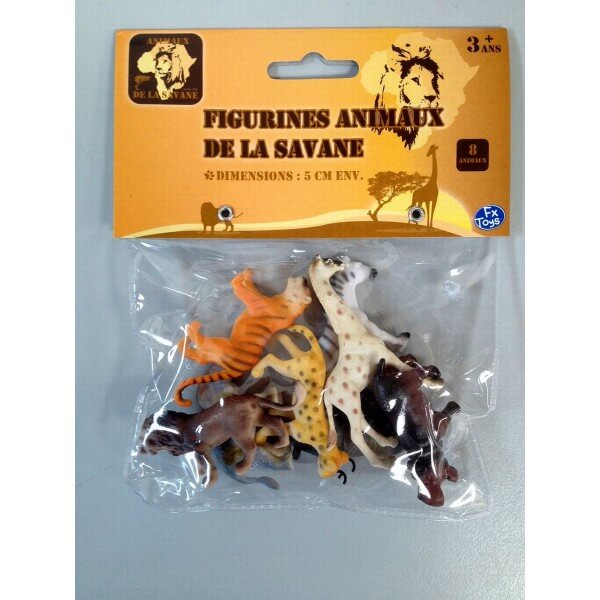 ANIMAUX
DE LA SAVANE
3+
ANS
FIGURINES ANIMAUX
DE LA SAVANE
DIMENSIONS : 5 CM ENV.
8
ANIMAUX
Fx
Toys